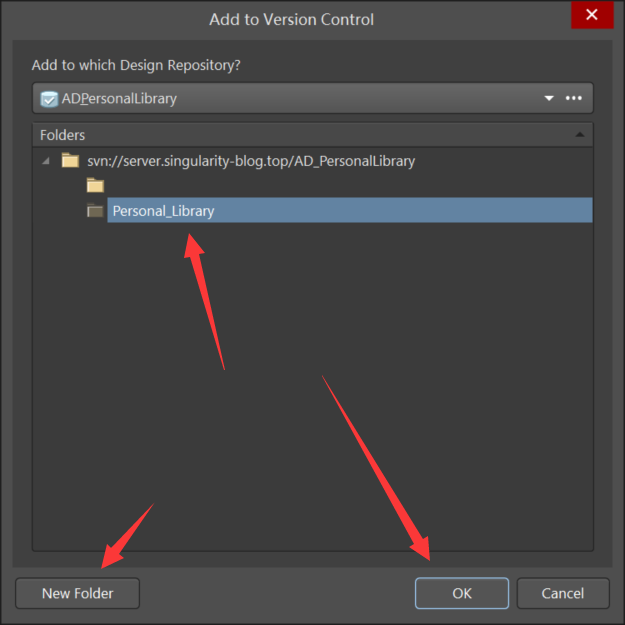 Add to Version Control
Add to which Design Repository?
ADPersonalLibrary
Folders
svn://server.singularity-blog.top/AD_PersonalLibrary
Personal_Library
New Folder
OK
Cancel